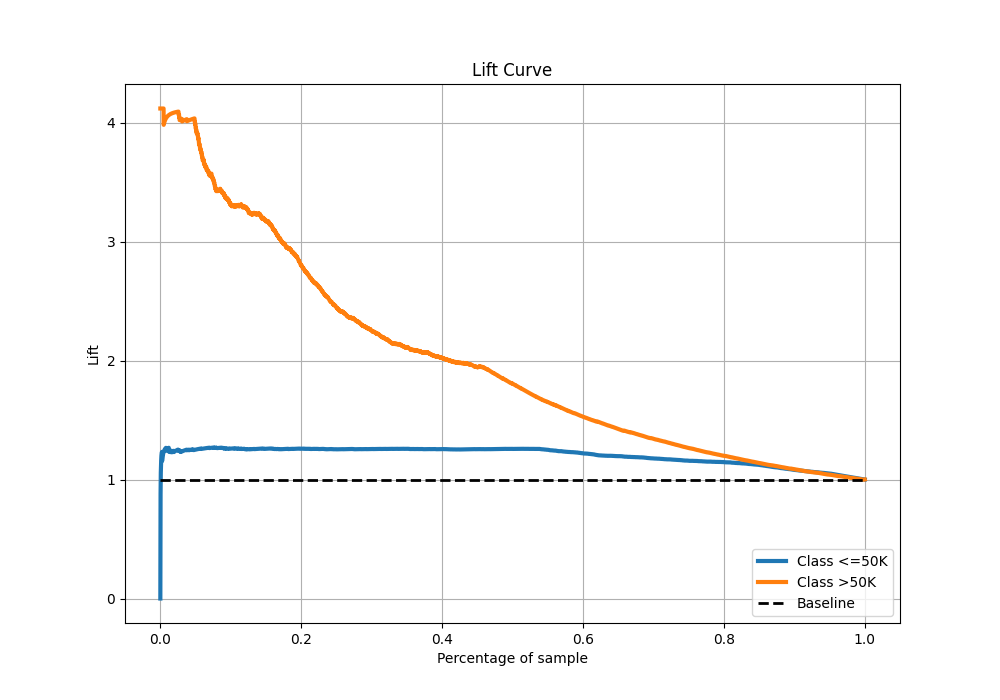 Lift Curve
4
3
2
1
0
Lift
0.0 0.2 0.4 0.6 0.8 1.0
Percentage of sample
Class <=50K
Class >50K
Baseline